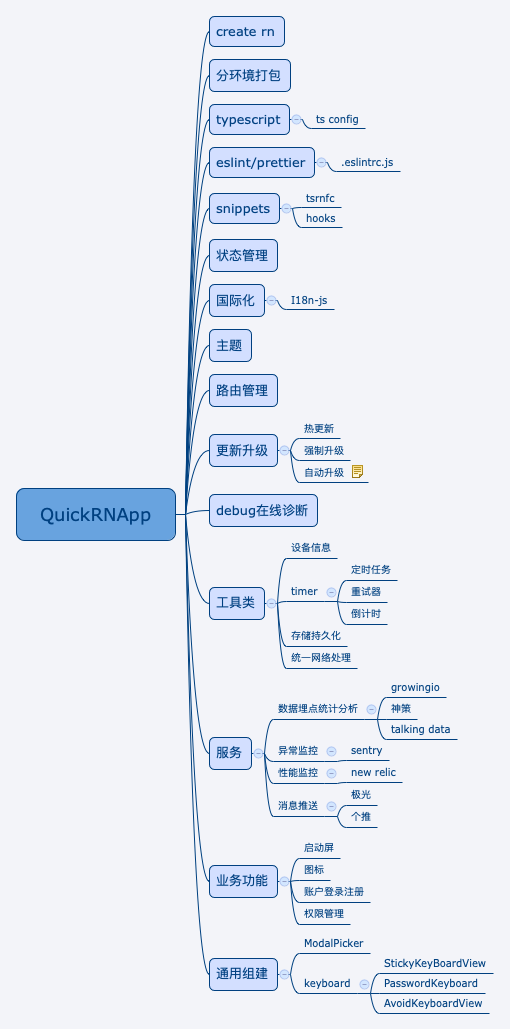 create rn
分环境打包
typescript
ts config
eslint/prettier
.eslintrc.js
snippets
tsrnfc
hooks
状态管理
国际化
I18n-js
主题
路由管理
更新升级
热更新
强制升级
自动升级
QuickRNApp
debug在线诊断
工具类
设备信息
timer
定时任务
重试器
倒计时
存储持久化
统一网络处理
服务
数据埋点统计分析
growingio
神策
talking data
异常监控
sentry
性能监控
new relic
消息推送
极光
个推
业务功能
启动屏
图标
账户登录注册
权限管理
通用组建
ModalPicker
keyboard
StickyKeyBoardView
PasswordKeyboard
AvoidKeyboardView